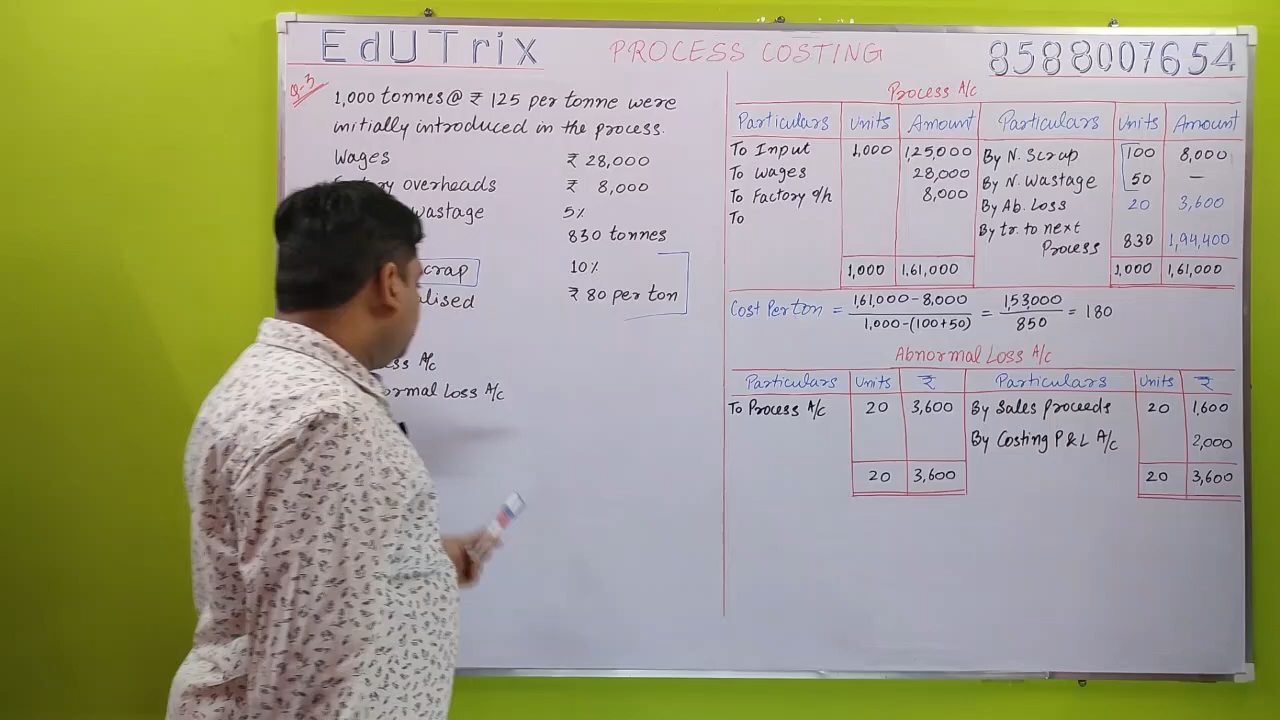 EdUTrix PROCESS COSTING 8588007654
Q-3
1,000 tonnes @ ₹ 125 per tonne were
initially introduced in the process.
Wages ₹ 28,000
overheads ₹ 8,000
wastage 5%
830 tonnes
crap 10%
alised ₹ 80 per ton
A/c
ormal Loss A/c
Process A/c
Particulars Units Amount Particulars Units Amount
To Input 1,000 1,25,000 By N. Scrap 100 8,000
To Wages 28,000 By N. Wastage 50 —
To Factory o/h 8,000 By Ab. Loss 20 3,600
To By tr. to next
Process 830 1,94,400
1,000 1,61,000 1,000 1,61,000
Cost Per ton = 1,61,000 - 8,000 / 1,000 - (100+50) = 1,53,000 / 850 = 180
Abnormal Loss A/c
Particulars Units ₹ Particulars Units ₹
To Process A/c 20 3,600 By Sales proceeds 20 1,600
By Costing P & L A/c 2,000
20 3,600 20 3,600